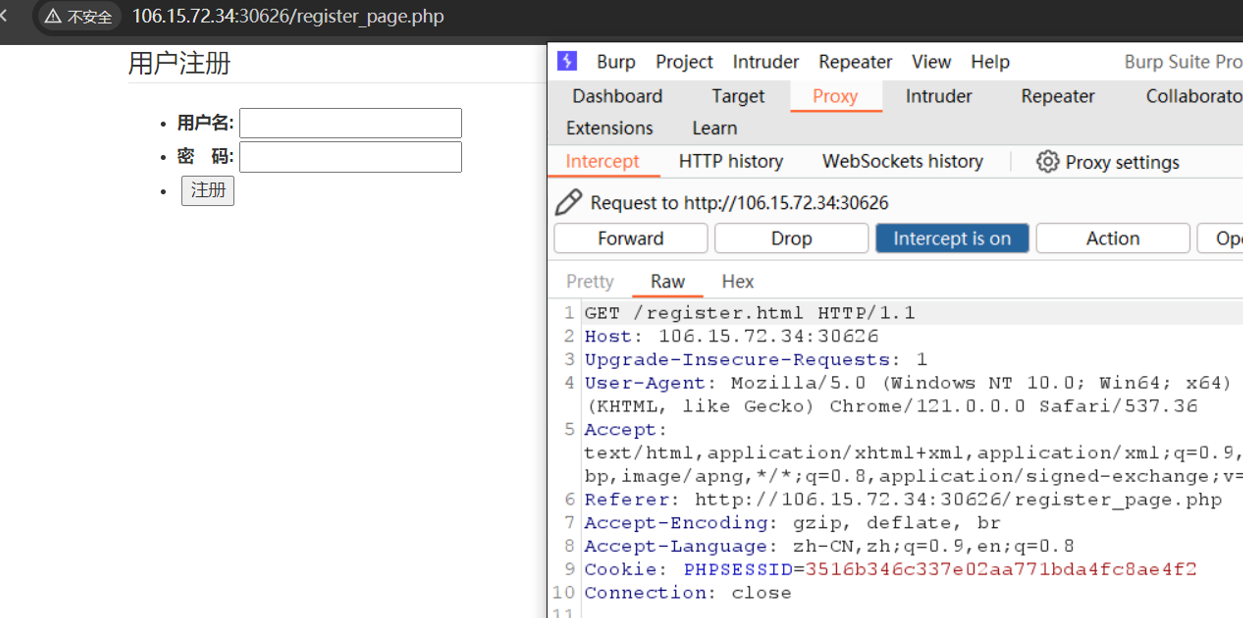 不安全 106.15.72.34:30626/register_page.php
用户注册
用户名:
密 码:
注册
Burp Project Intruder Repeater View Help Burp Suite Pro
Dashboard Target Proxy Intruder Repeater Collaborato
Extensions Learn
Intercept HTTP history WebSockets history Proxy settings
Request to http://106.15.72.34:30626
Forward Drop Intercept is on Action Ope
Pretty Raw Hex
1 GET /register.html HTTP/1.1
2 Host: 106.15.72.34:30626
3 Upgrade-Insecure-Requests: 1
4 User-Agent: Mozilla/5.0 (Windows NT 10.0; Win64; x64)
(KHTML, like Gecko) Chrome/121.0.0.0 Safari/537.36
5 Accept:
text/html,application/xhtml+xml,application/xml;q=0.9,
bp,image/apng,*/*;q=0.8,application/signed-exchange;v=
6 Referer: http://106.15.72.34:30626/register_page.php
7 Accept-Encoding: gzip, deflate, br
8 Accept-Language: zh-CN,zh;q=0.9,en;q=0.8
9 Cookie: PHPSESSID=3516b346c337e02aa771bda4fc8ae4f2
10 Connection: close
11